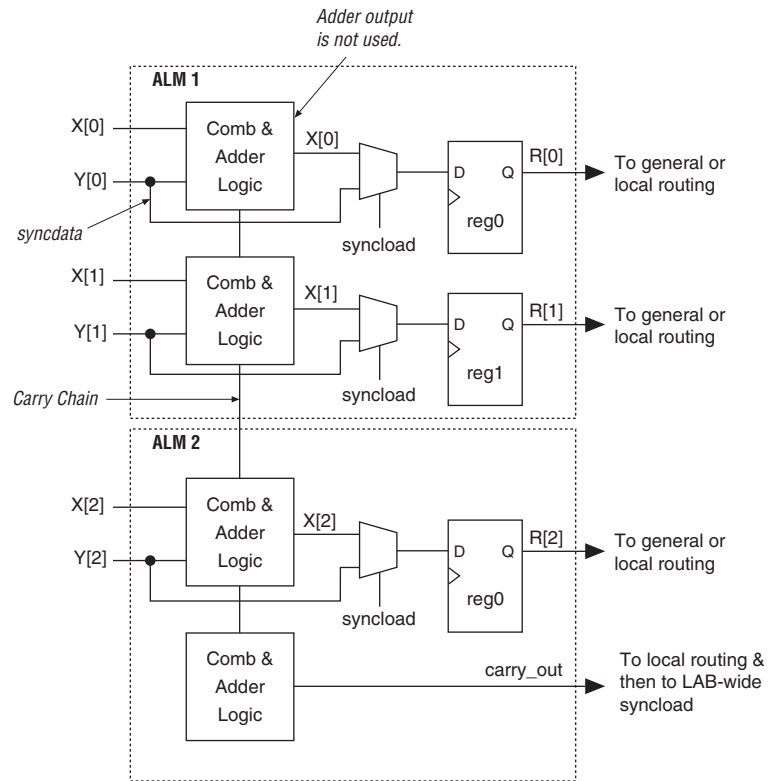 Adder output
is not used.
ALM 1
X[0]
Comb &
Adder
Logic
X[0]
Y[0]
D Q
R[0]
To general or
local routing
reg0
syncdata
syncload
X[1]
Comb &
Adder
Logic
X[1]
Y[1]
D Q
R[1]
To general or
local routing
reg1
syncload
Carry Chain
ALM 2
X[2]
Comb &
Adder
Logic
X[2]
Y[2]
D Q
R[2]
To general or
local routing
reg0
syncload
Comb &
Adder
Logic
carry_out
To local routing &
then to LAB-wide
syncload